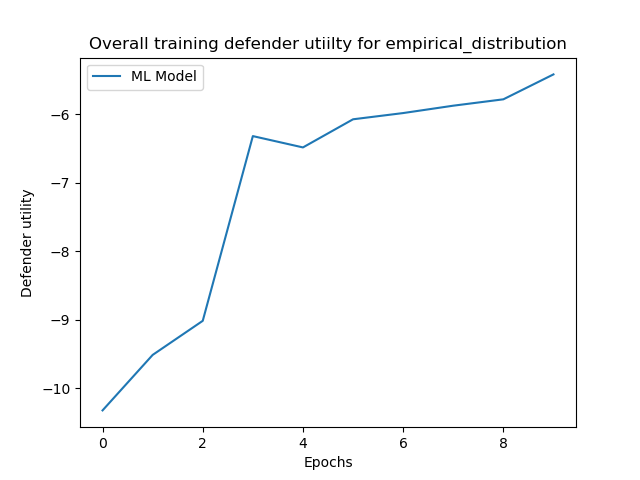 Overall training defender utiilty for empirical_distribution
ML Model
Defender utility
−6
−7
−8
−9
−10
0 2 4 6 8
Epochs